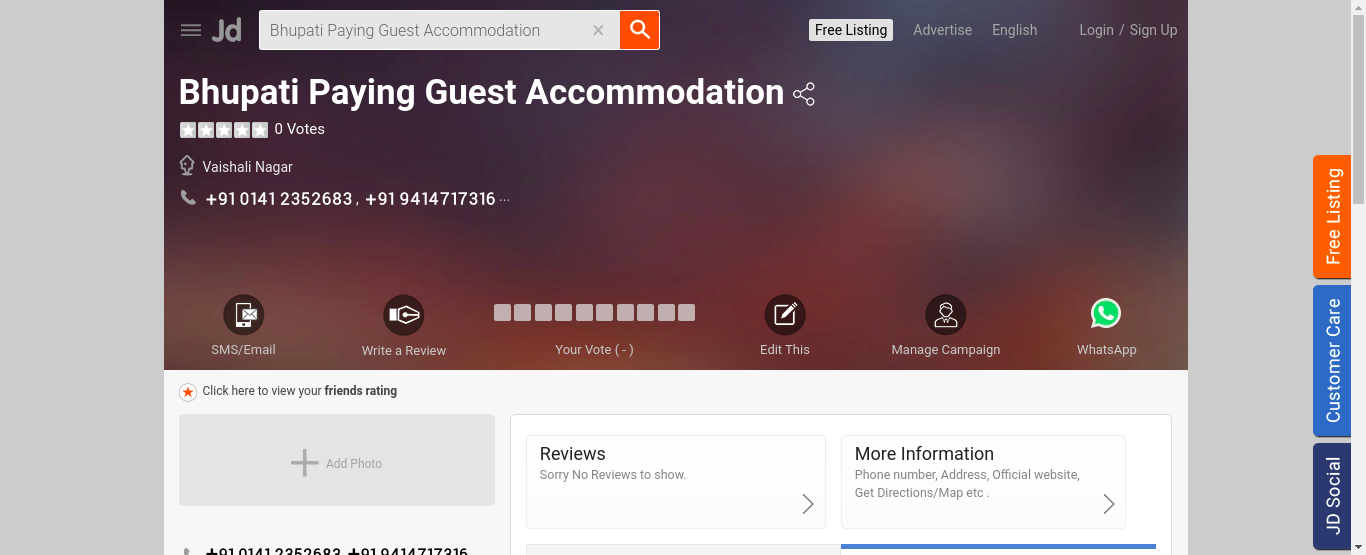 Jd Bhupati Paying Guest Accommodation Free Listing Advertise English Login / Sign Up
Bhupati Paying Guest Accommodation
0 Votes
Vaishali Nagar
+91 0141 2352683 , +91 9414717316 ...
SMS/Email Write a Review Your Vote ( - ) Edit This Manage Campaign WhatsApp
Click here to view your friends rating
Add Photo
Reviews
Sorry No Reviews to show.
More Information
Phone number, Address, Official website,
Get Directions/Map etc .
+91 0141 2352683, +91 9414717316
Free Listing
Customer Care
JD Social